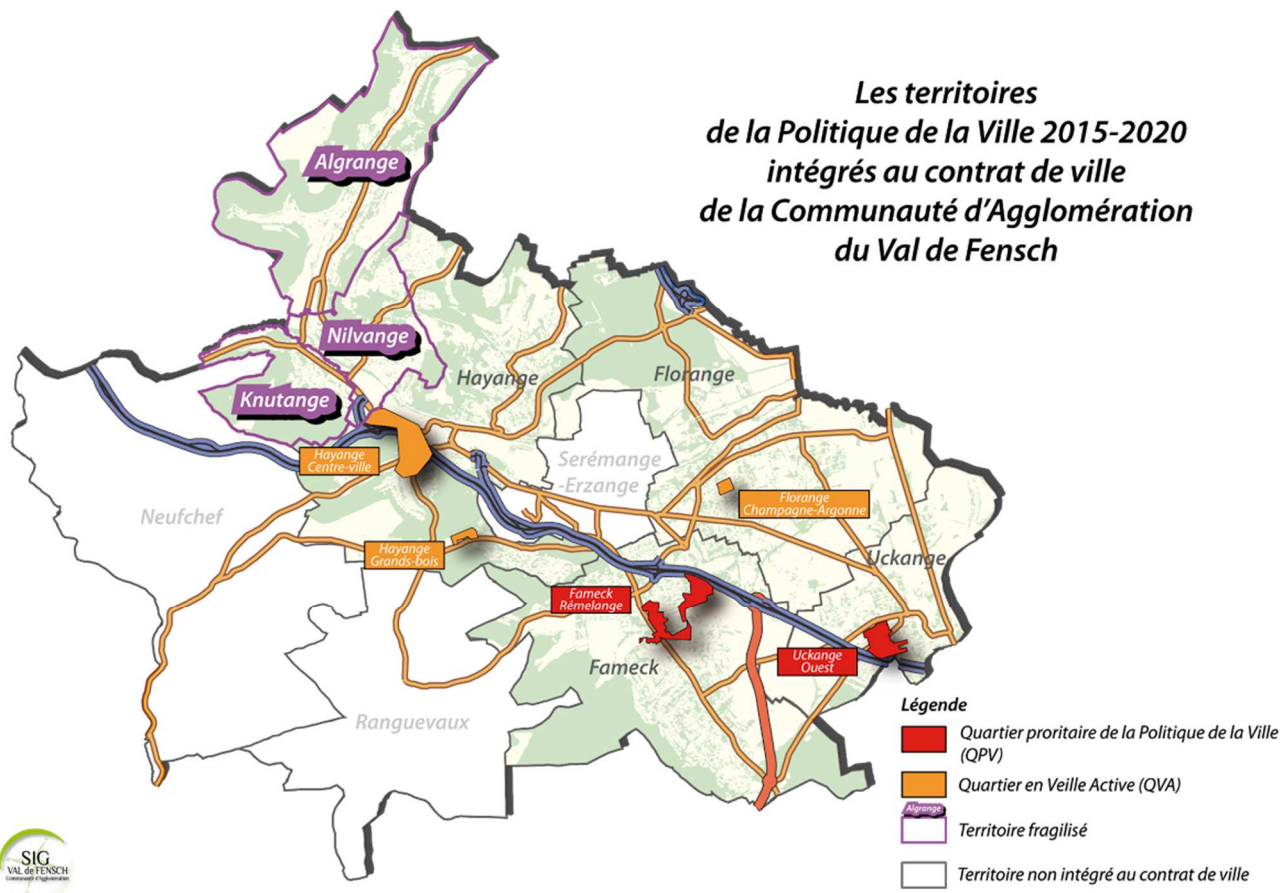 Les territoires
de la Politique de la Ville 2015-2020
intégrés au contrat de ville
de la Communauté d'Agglomération
du Val de Fensch
Algrange
Nilvange
Knutange
Hayange
Florange
Hayange
Centre-ville
Serémange
-Erzange
Neufchef
Florange
Champagne-Argonne
Hayange
Grands-bois
Uckange
Fameck
Rémelange
Uckange
Ouest
Fameck
Ranguevaux
Légende
Quartier proritaire de la Politique de la Ville
(QPV)
Quartier en Veille Active (QVA)
Algrange
Territoire fragilisé
Territoire non intégré au contrat de ville
SIG
VAL de FENSCH
Communauté d'Agglomération